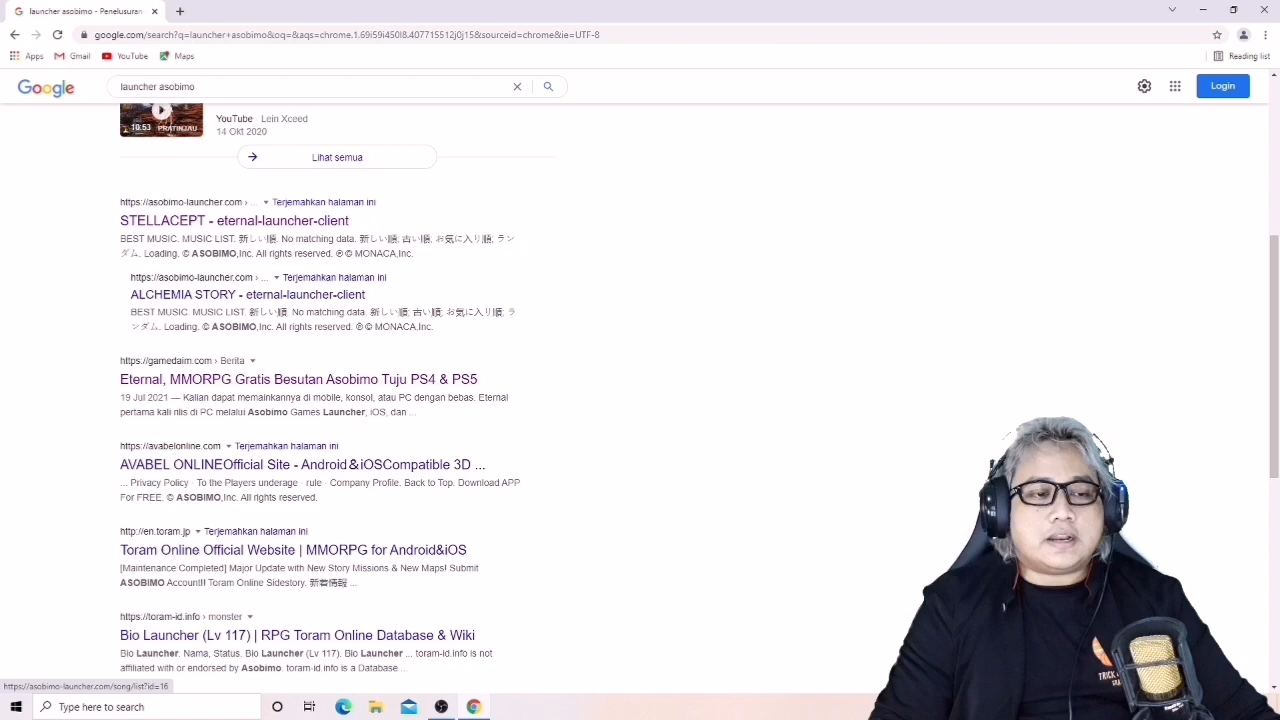 launcher asobimo - Penelusuran
google.com/search?q=launcher+asobimo&oq=&aqs=chrome.1.69i59i450l8.407715512j0j15&sourceid=chrome&ie=UTF-8
Apps Gmail YouTube Maps Reading list
Google launcher asobimo Login
10:53 PRATINJAU
YouTube · Lein Xceed
14 Okt 2020
Lihat semua
https://asobimo-launcher.com › ... Terjemahkan halaman ini
STELLACEPT - eternal-launcher-client
BEST MUSIC. MUSIC LIST. 新しい順. No matching data. 新しい順;古い順; お気に入り順; ラン
ダム. Loading. © ASOBIMO,Inc. All rights reserved. ℗© MONACA,Inc.
https://asobimo-launcher.com › ... Terjemahkan halaman ini
ALCHEMIA STORY - eternal-launcher-client
BEST MUSIC. MUSIC LIST. 新しい順. No matching data. 新しい順; 古い順; お気に入り順; ラ
ンダム. Loading. © ASOBIMO,Inc. All rights reserved. ℗© MONACA,Inc.
https://gamedaim.com › Berita
Eternal, MMORPG Gratis Besutan Asobimo Tuju PS4 & PS5
19 Jul 2021 — Kalian dapat memainkannya di mobile, konsol, atau PC dengan bebas. Eternal
pertama kali rilis di PC melalui Asobimo Games Launcher, iOS, dan ...
https://avabelonline.com Terjemahkan halaman ini
AVABEL ONLINEOfficial Site - Android＆iOSCompatible 3D ...
... Privacy Policy · To the Players underage · rule · Company Profile. Back to Top. Download APP
For FREE. © ASOBIMO,Inc. All rights reserved.
http://en.toram.jp Terjemahkan halaman ini
Toram Online Official Website | MMORPG for Android&iOS
[Maintenance Completed] Major Update with New Story Missions & New Maps! Submit
ASOBIMO Account!!! Toram Online Sidestory. 新着情報 ...
https://toram-id.info › monster
Bio Launcher (Lv 117) | RPG Toram Online Database & Wiki
Bio Launcher. Nama, Status. Bio Launcher (Lv 117). Bio Launcher ... toram-id.info is not
affiliated with or endorsed by Asobimo. toram-id.info is a Database ...
https://asobimo-launcher.com/song/list?id=16
Type here to search